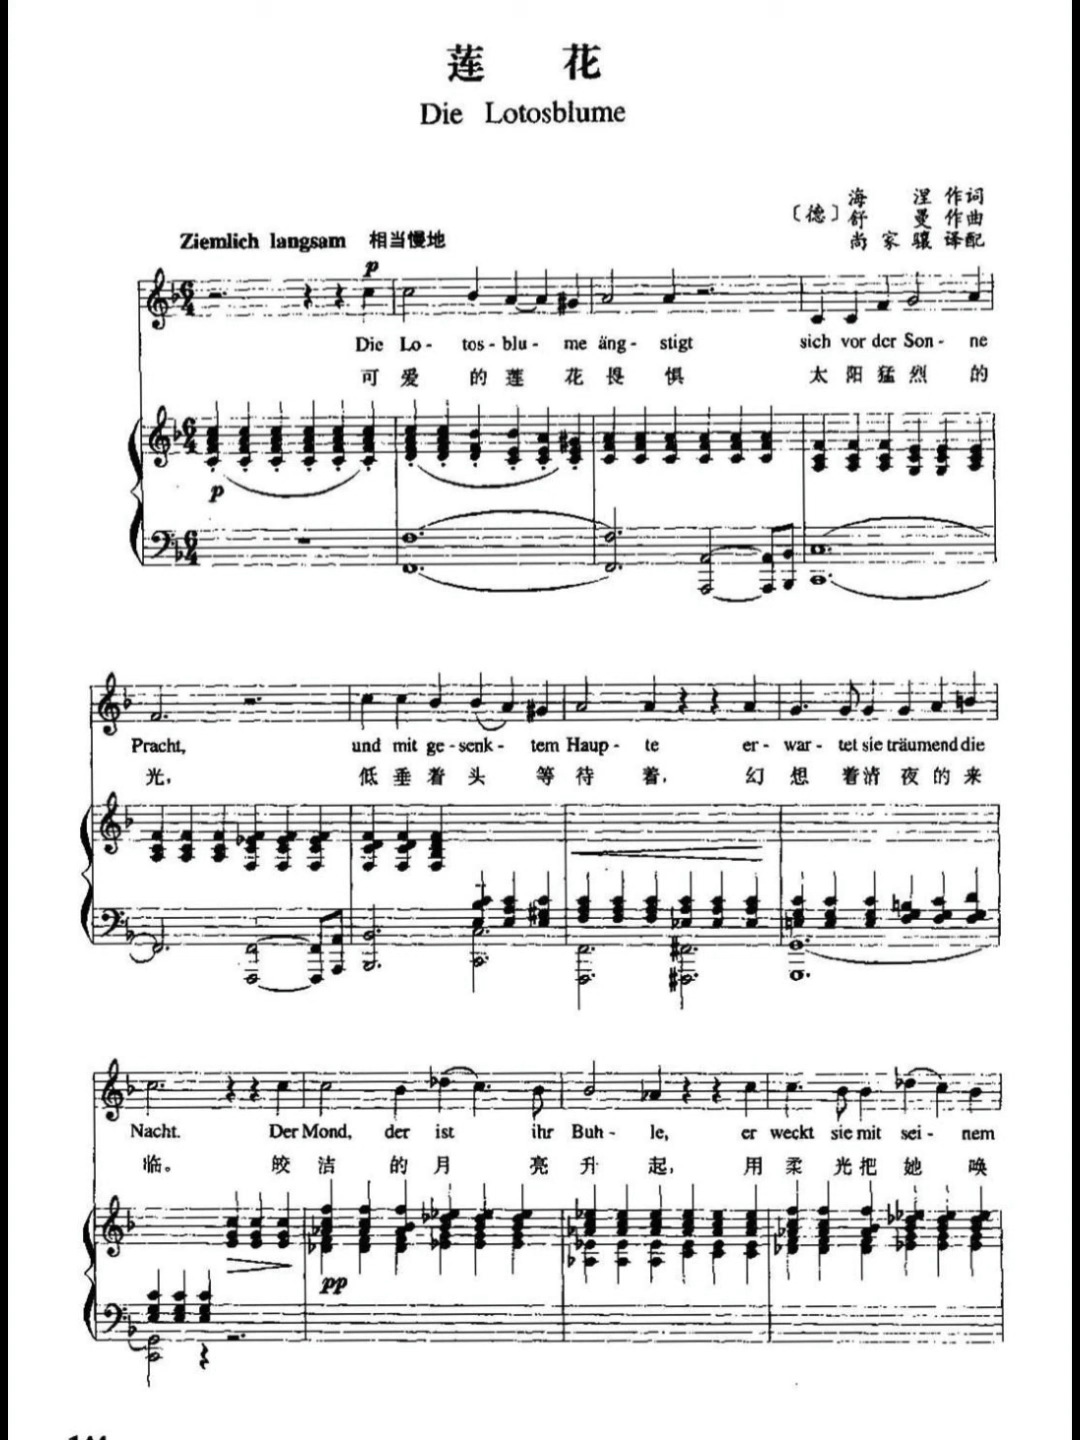 莲 花
Die Lotosblume
海 涅 作词
〔德〕舒 曼 作曲
尚 家 骧 译配
Ziemlich langsam 相当慢地
p
Die Lo- tos- blu- me äng- stigt sich vor der Son- ne
可 爱 的 莲 花 畏 惧 太 阳 猛 烈 的
p
Pracht, und mit ge-senk- tem Haup- te er- war- tet sie träumend die
光, 低 垂 着 头 等 待 着, 幻 想 着 清 夜 的 来
Nacht. Der Mond, der ist ihr Buh- le, er weckt sie mit sei- nem
临。 皎 洁 的 月 亮 升 起, 用 柔 光 把 她 唤
pp